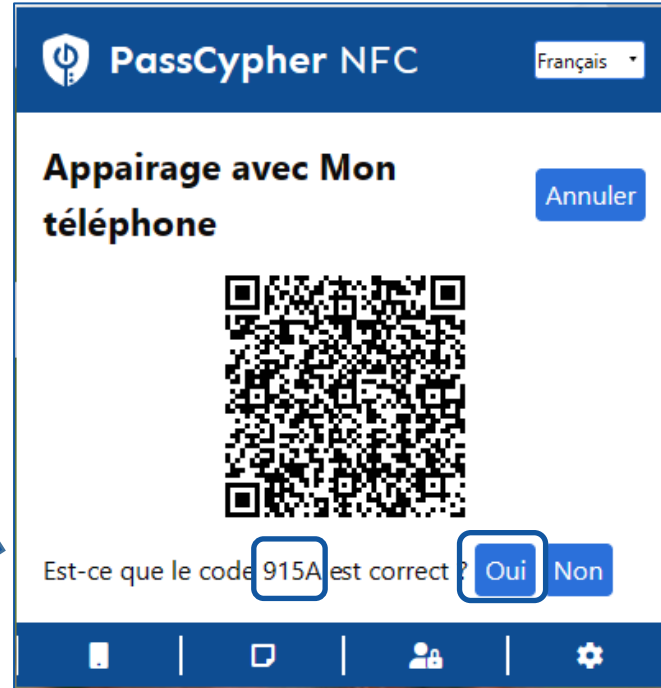 PassCypher NFC
Français
Appairage avec Mon
téléphone
Annuler
Est-ce que le code 915A est correct ? Oui Non